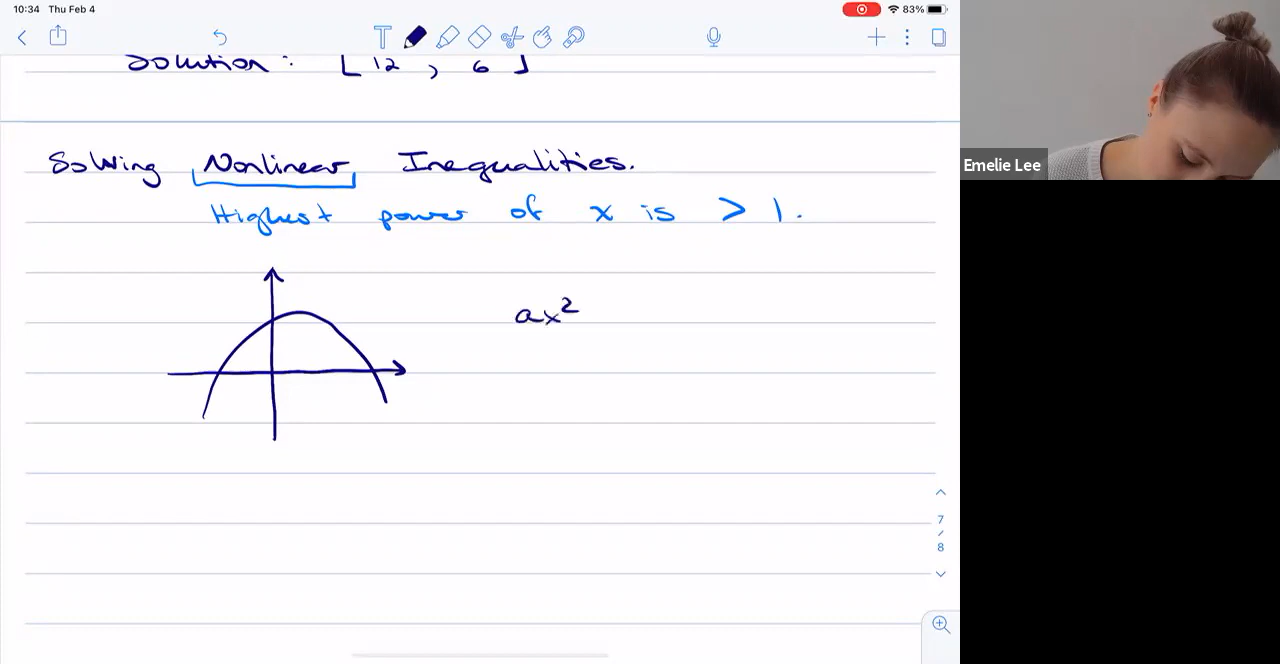 10:34 Thu Feb 4
83%
T
Solution: [12, 6]
Solving Nonlinear Inequalities.
Highest power of x is > 1.
ax²
7
/
8
Emelie Lee